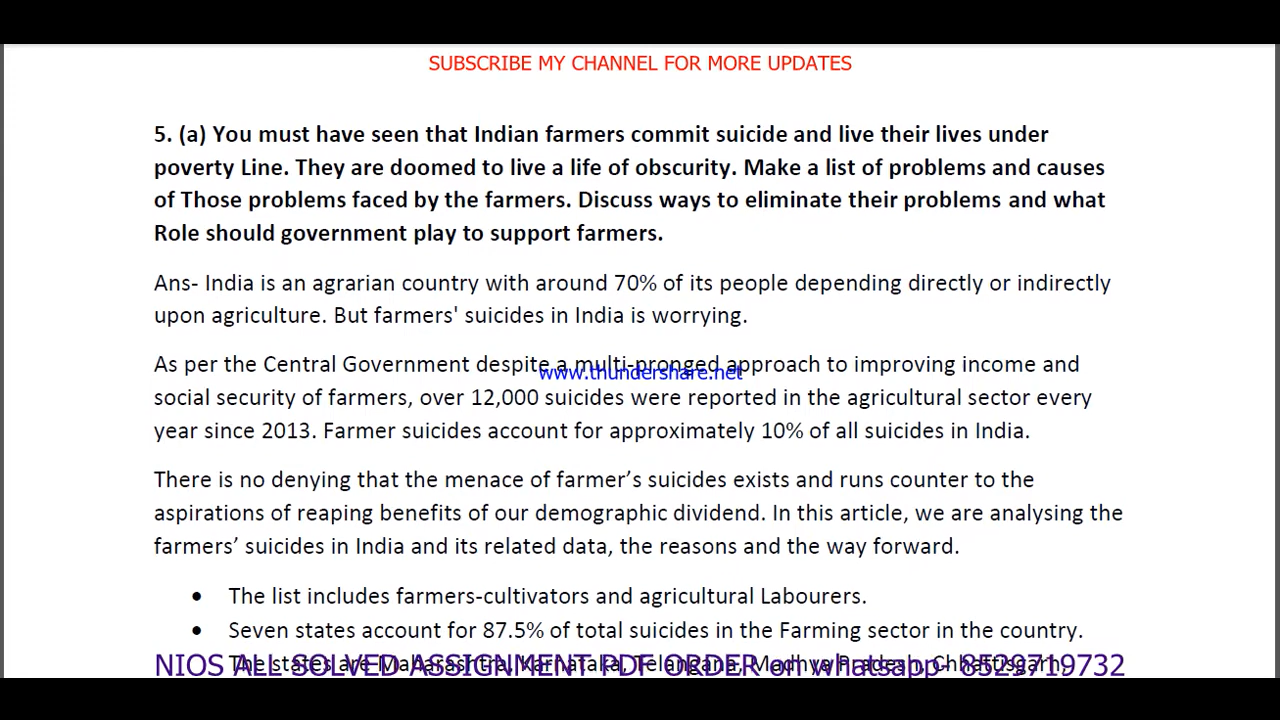 SUBSCRIBE MY CHANNEL FOR MORE UPDATES
5. (a) You must have seen that Indian farmers commit suicide and live their lives under
poverty Line. They are doomed to live a life of obscurity. Make a list of problems and causes
of Those problems faced by the farmers. Discuss ways to eliminate their problems and what
Role should government play to support farmers.
Ans- India is an agrarian country with around 70% of its people depending directly or indirectly
upon agriculture. But farmers' suicides in India is worrying.
As per the Central Government despite a multi-pronged approach to improving income and
www.thundershare.net
social security of farmers, over 12,000 suicides were reported in the agricultural sector every
year since 2013. Farmer suicides account for approximately 10% of all suicides in India.
There is no denying that the menace of farmer’s suicides exists and runs counter to the
aspirations of reaping benefits of our demographic dividend. In this article, we are analysing the
farmers’ suicides in India and its related data, the reasons and the way forward.
• The list includes farmers-cultivators and agricultural Labourers.
• Seven states account for 87.5% of total suicides in the Farming sector in the country.
The states are Maharashtra, Karnataka, Telangana, Madhya Pradesh, Chhattisgarh,
NIOS ALL SOLVED ASSIGNMENT PDF ORDER on whatsapp- 8529719732